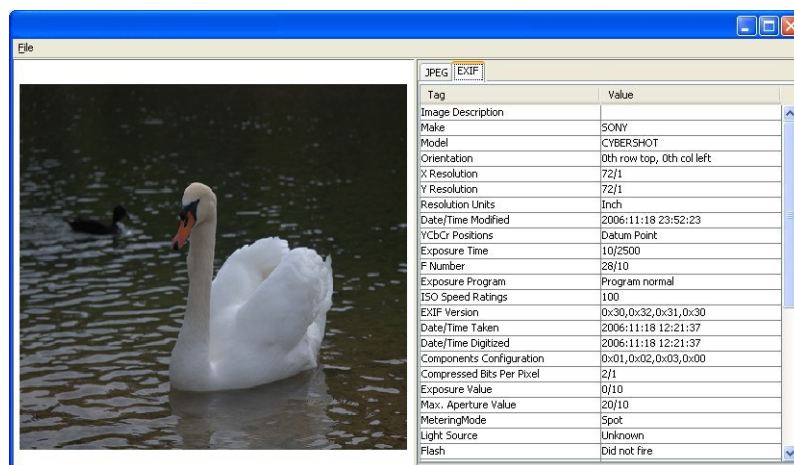 File
JPEG EXIF
Tag Value
Image Description
Make SONY
Model CYBERSHOT
Orientation 0th row top, 0th col left
X Resolution 72/1
Y Resolution 72/1
Resolution Units Inch
Date/Time Modified 2006:11:18 23:52:23
YCbCr Positions Datum Point
Exposure Time 10/2500
F Number 28/10
Exposure Program Program normal
ISO Speed Ratings 100
EXIF Version 0x30,0x32,0x31,0x30
Date/Time Taken 2006:11:18 12:21:37
Date/Time Digitized 2006:11:18 12:21:37
Components Configuration 0x01,0x02,0x03,0x00
Compressed Bits Per Pixel 2/1
Exposure Value 0/10
Max. Aperture Value 20/10
MeteringMode Spot
Light Source Unknown
Flash Did not fire